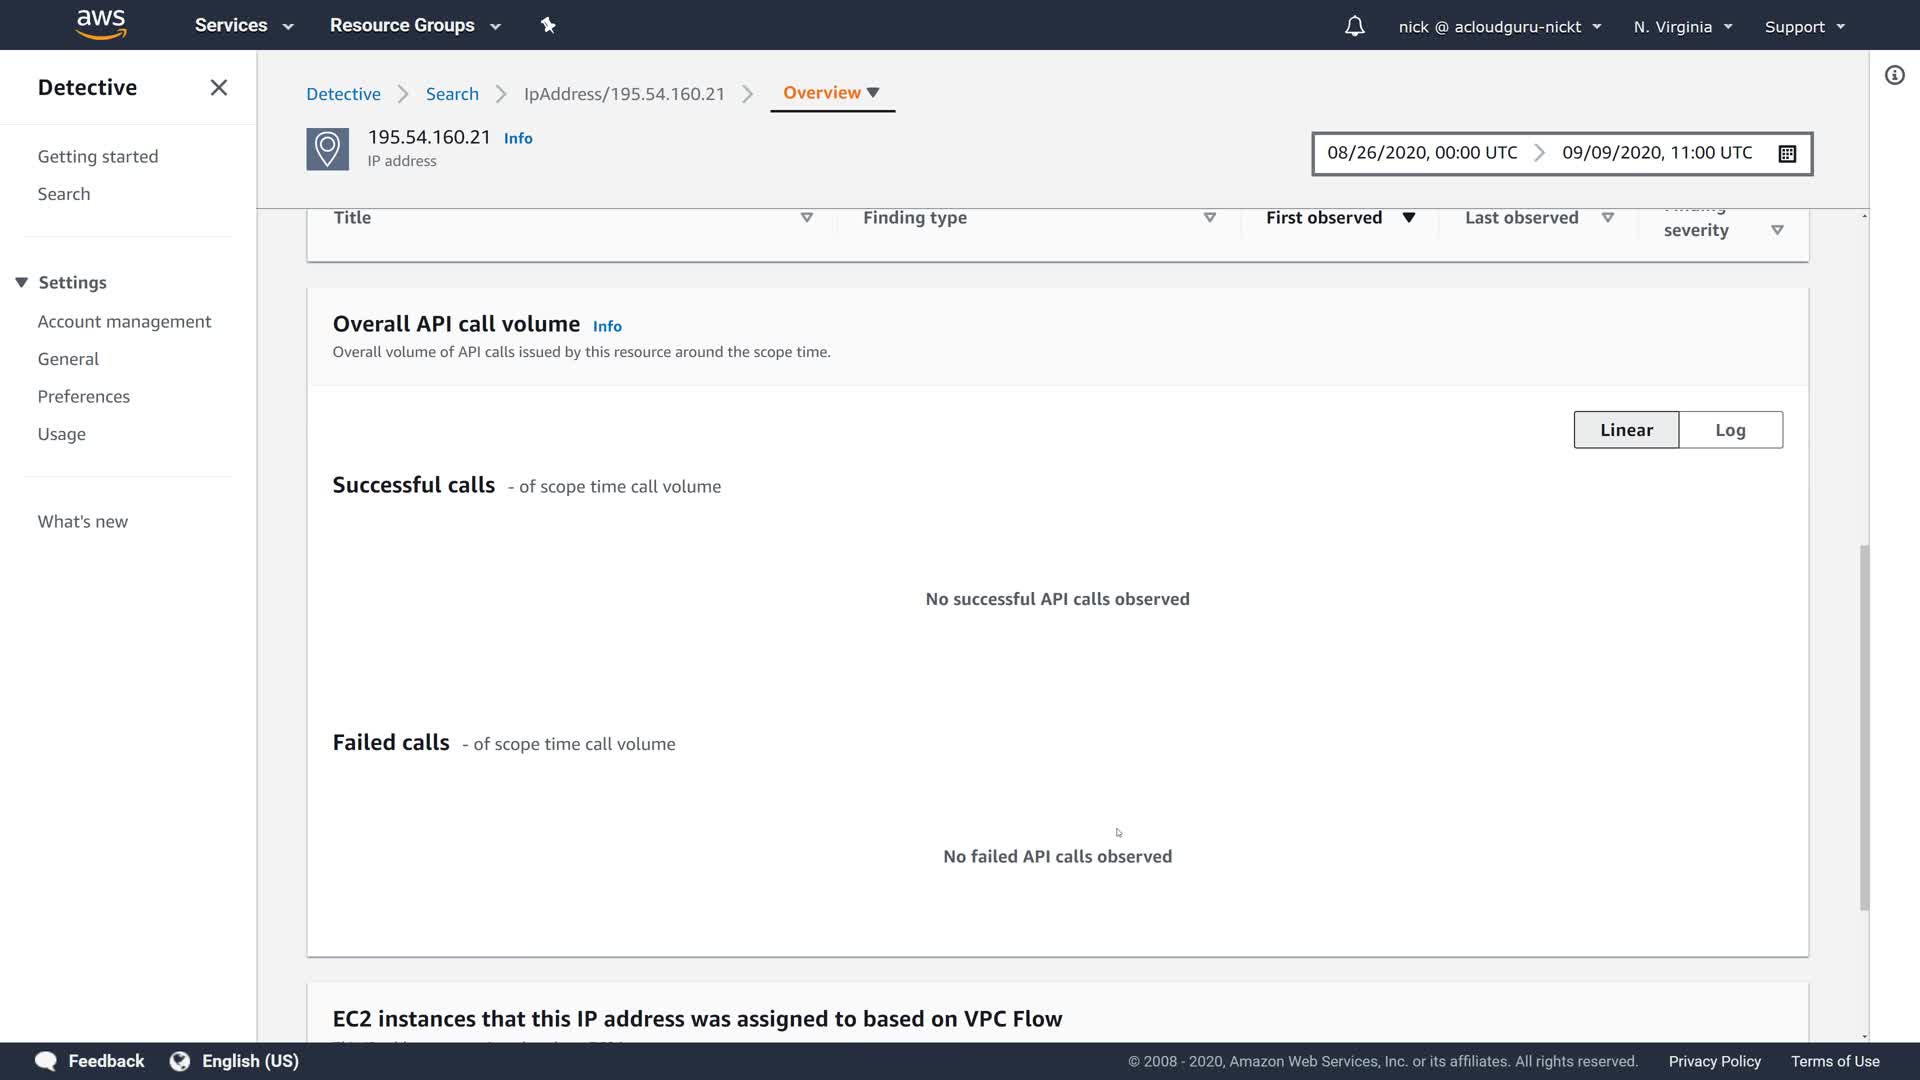 aws
Services
Resource Groups
nick @ acloudguru-nickt
N. Virginia
Support
Detective
Getting started
Search
Settings
Account management
General
Preferences
Usage
What's new
Detective
Search
IpAddress/195.54.160.21
Overview
195.54.160.21 Info
IP address
08/26/2020, 00:00 UTC
09/09/2020, 11:00 UTC
Title
Finding type
First observed
Last observed
severity
Overall API call volume Info
Overall volume of API calls issued by this resource around the scope time.
Linear
Log
Successful calls - of scope time call volume
No successful API calls observed
Failed calls - of scope time call volume
No failed API calls observed
EC2 instances that this IP address was assigned to based on VPC Flow
Feedback
English (US)
© 2008 - 2020, Amazon Web Services, Inc. or its affiliates. All rights reserved.
Privacy Policy
Terms of Use